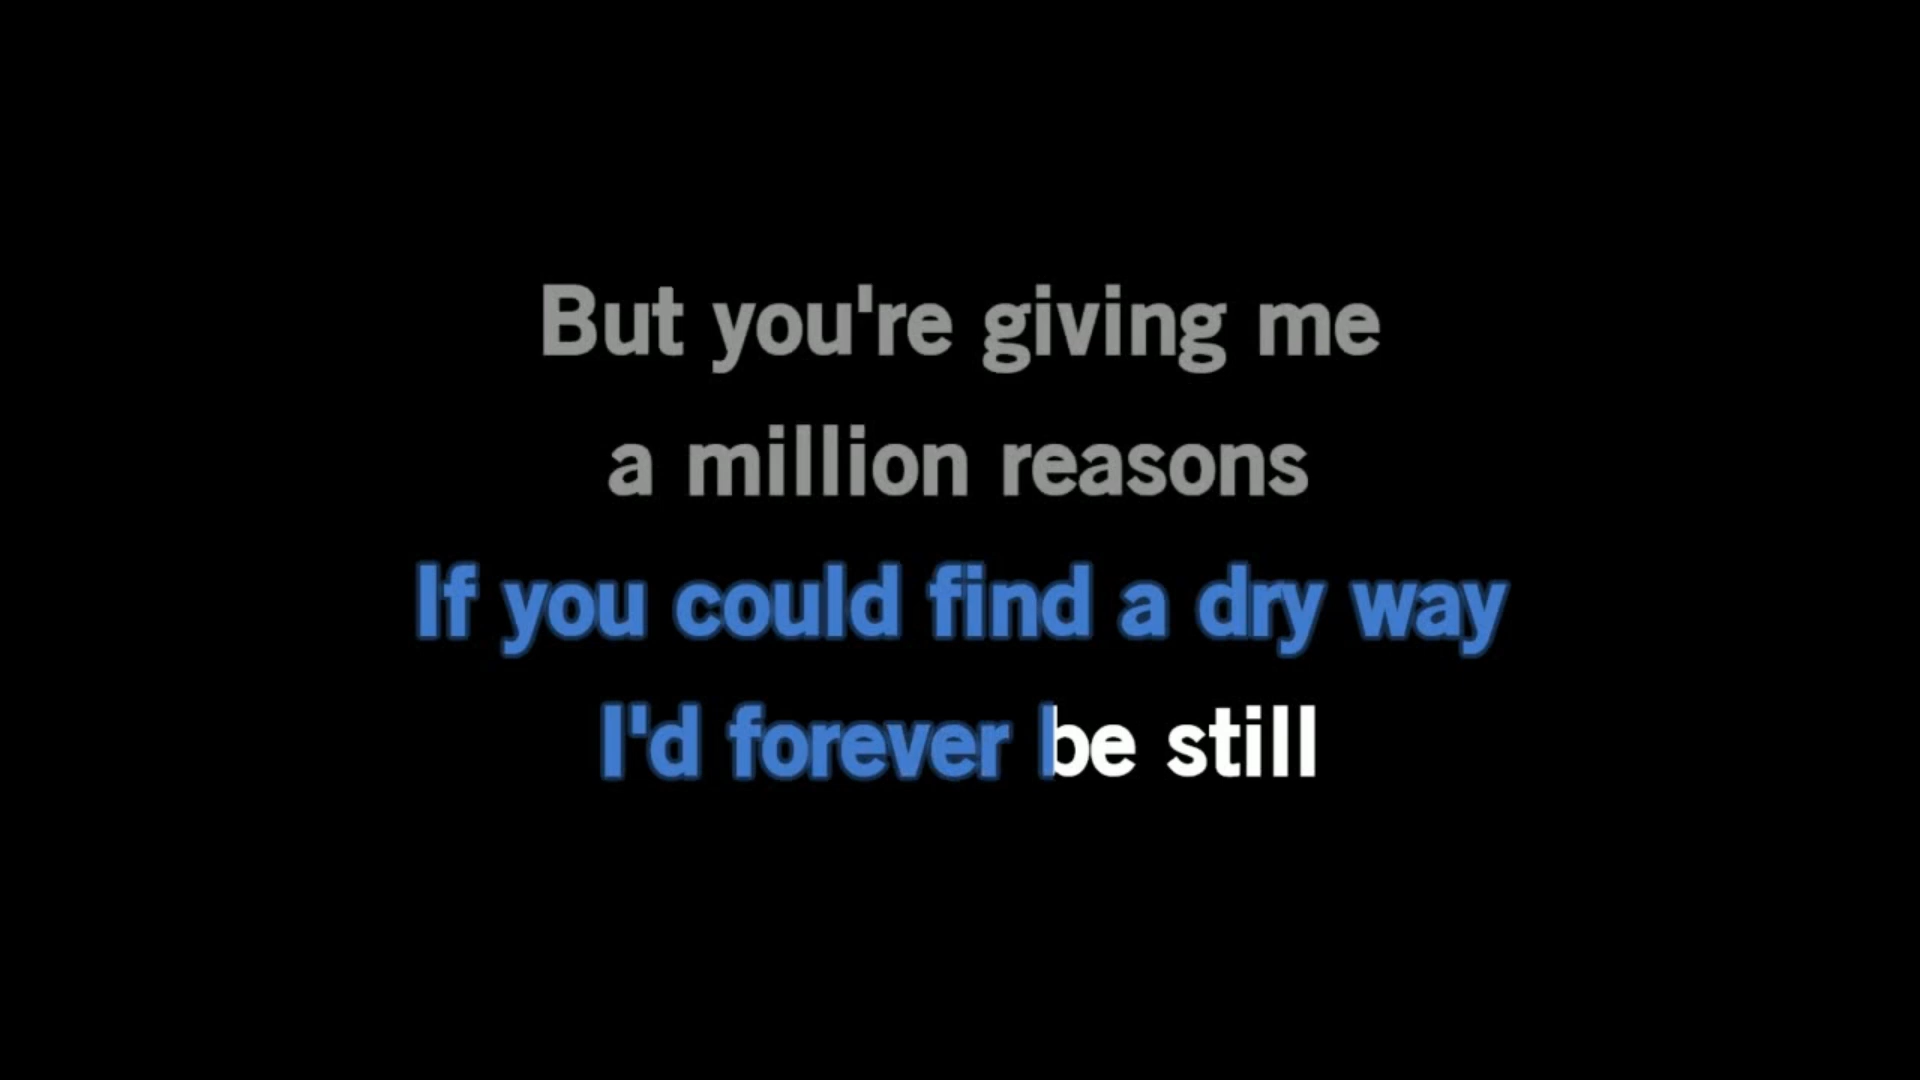 But you're giving me
a million reasons
If you could find a dry way
I'd forever be still